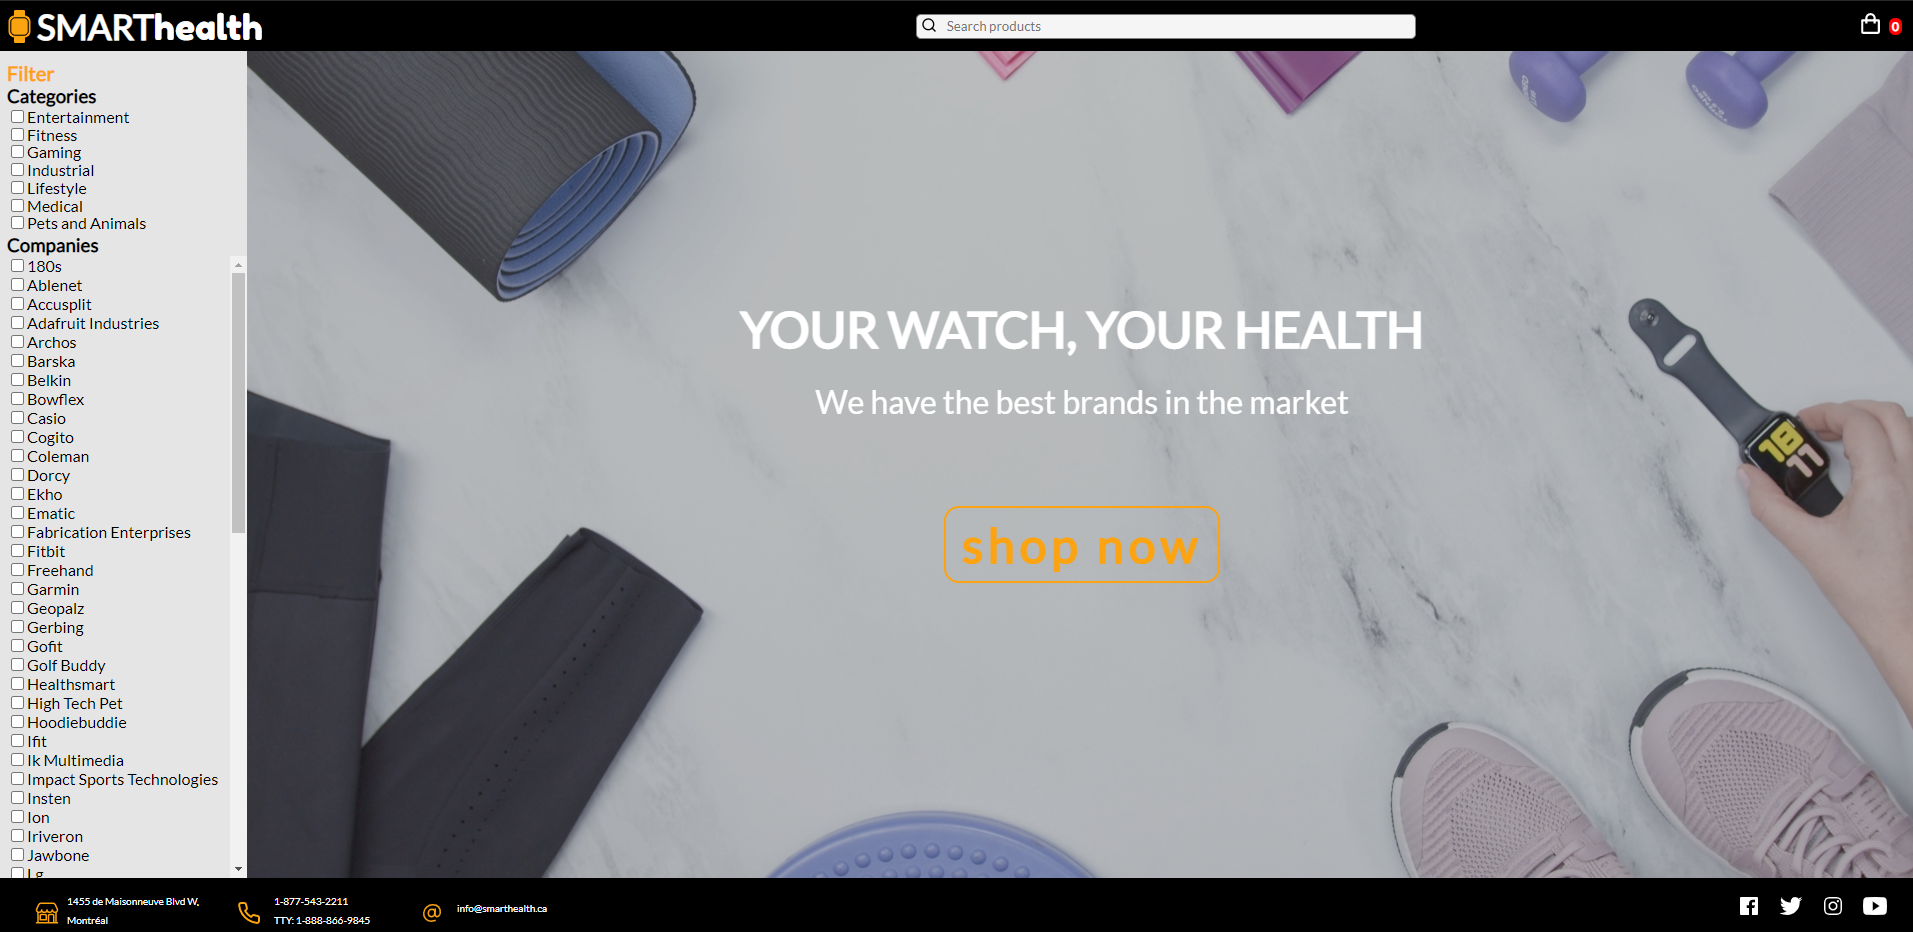 SMARThealth
Search products
0
Filter
Categories
Entertainment
Fitness
Gaming
Industrial
Lifestyle
Medical
Pets and Animals
Companies
180s
Ablenet
Accusplit
Adafruit Industries
Archos
Barska
Belkin
Bowflex
Casio
Cogito
Coleman
Dorcy
Ekho
Ematic
Fabrication Enterprises
Fitbit
Freehand
Garmin
Geopalz
Gerbing
Gofit
Golf Buddy
Healthsmart
High Tech Pet
Hoodiebuddie
Ifit
Ik Multimedia
Impact Sports Technologies
Insten
Ion
Iriveron
Jawbone
Lg
YOUR WATCH, YOUR HEALTH
We have the best brands in the market
shop now
18
11
1455 de Maisonneuve Blvd W,
Montréal
1-877-543-2211
TTY: 1-888-866-9845
@
info@smarthealth.ca